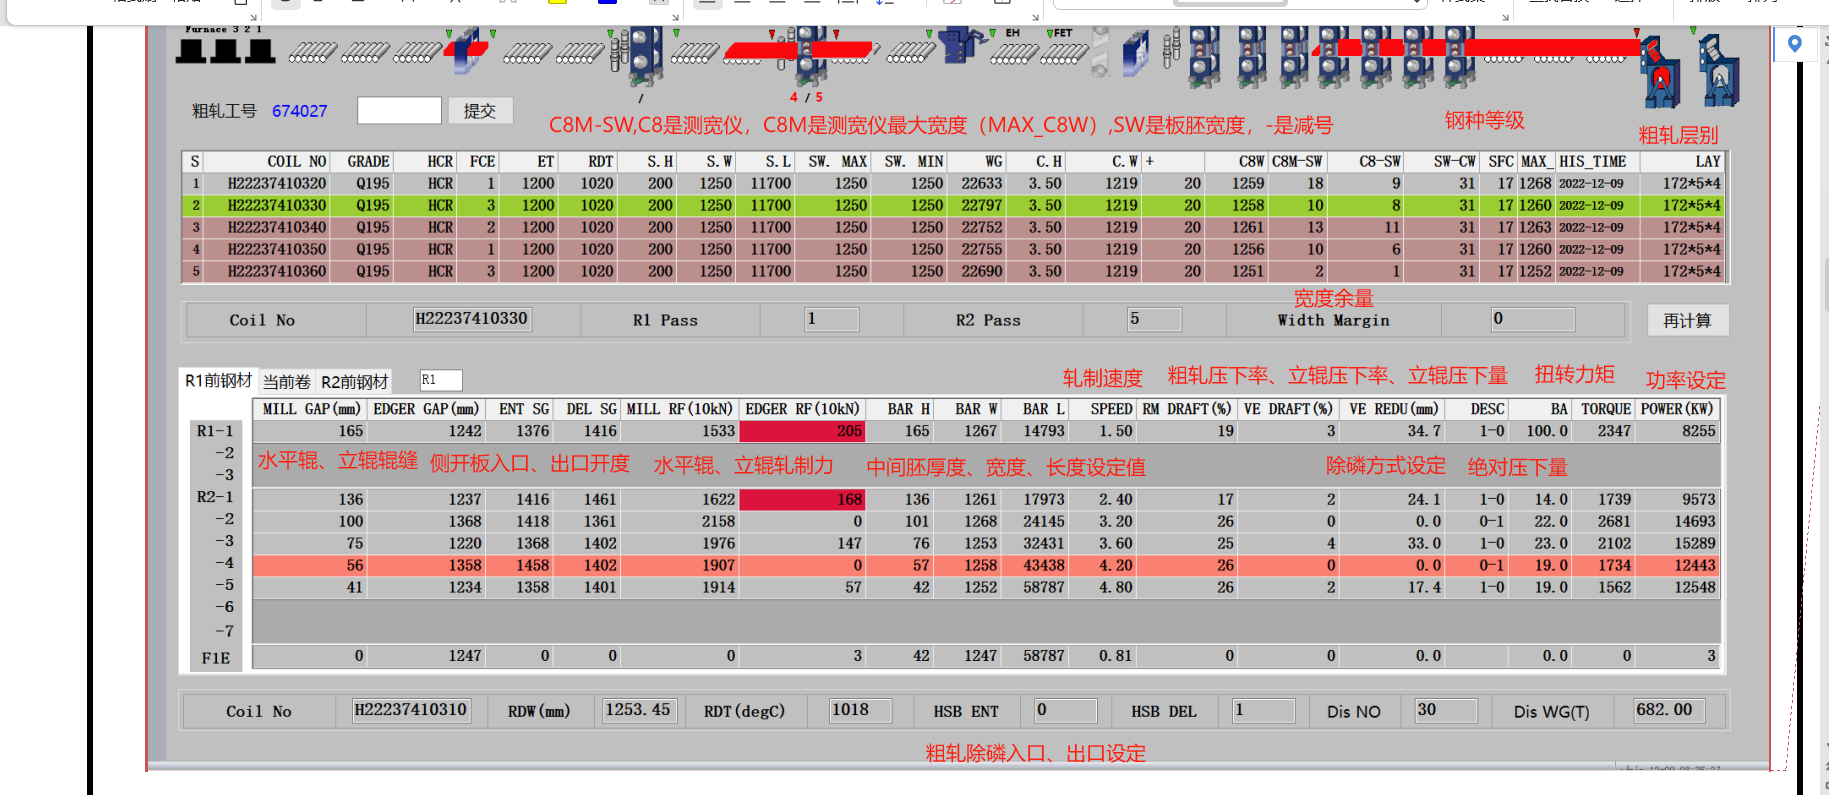 Furnace 3 2 1
EH
FET
/
4 / 5
粗轧工号 674027 提交
C8M-SW,C8是测宽仪，C8M是测宽仪最大宽度（MAX_C8W）,SW是板胚宽度，-是减号
钢种等级
粗轧层别
S COIL NO GRADE HCR FCE ET RDT S.H S.W S.L SW. MAX SW. MIN WG C.H C.W + C8W C8M-SW C8-SW SW-CW SFC MAX_ HIS_TIME LAY
1 H22237410320 Q195 HCR 1 1200 1020 200 1250 11700 1250 1250 22633 3.50 1219 20 1259 18 9 31 17 1268 2022-12-09 172*5*4
2 H22237410330 Q195 HCR 3 1200 1020 200 1250 11700 1250 1250 22797 3.50 1219 20 1258 10 8 31 17 1260 2022-12-09 172*5*4
3 H22237410340 Q195 HCR 2 1200 1020 200 1250 11700 1250 1250 22752 3.50 1219 20 1261 13 11 31 17 1263 2022-12-09 172*5*4
4 H22237410350 Q195 HCR 1 1200 1020 200 1250 11700 1250 1250 22755 3.50 1219 20 1256 10 6 31 17 1260 2022-12-09 172*5*4
5 H22237410360 Q195 HCR 3 1200 1020 200 1250 11700 1250 1250 22690 3.50 1219 20 1251 2 1 31 17 1252 2022-12-09 172*5*4
宽度余量
Coil No H22237410330 R1 Pass 1 R2 Pass 5 Width Margin 0 再计算
R1前钢材 当前卷 R2前钢材 R1
轧制速度 粗轧压下率、立辊压下率、立辊压下量 扭转力矩 功率设定
MILL GAP(mm) EDGER GAP(mm) ENT SG DEL SG MILL RF(10kN) EDGER RF(10kN) BAR H BAR W BAR L SPEED RM DRAFT(%) VE DRAFT(%) VE REDU(mm) DESC BA TORQUE POWER(KW)
R1-1 165 1242 1376 1416 1533 205 165 1267 14793 1.50 19 3 34.7 1-0 100.0 2347 8255
-2
水平辊、立辊辊缝 侧开板入口、出口开度 水平辊、立辊轧制力 中间胚厚度、宽度、长度设定值 除磷方式设定 绝对压下量
-3
R2-1 136 1237 1416 1461 1622 168 136 1261 17973 2.40 17 2 24.1 1-0 14.0 1739 9573
-2 100 1368 1418 1361 2158 0 101 1268 24145 3.20 26 0 0.0 0-1 22.0 2681 14693
-3 75 1220 1368 1402 1976 147 76 1253 32431 3.60 25 4 33.0 1-0 23.0 2102 15289
-4 56 1358 1458 1402 1907 0 57 1258 43438 4.20 26 0 0.0 0-1 19.0 1734 12443
-5 41 1234 1358 1401 1914 57 42 1252 58787 4.80 26 2 17.4 1-0 19.0 1562 12548
-6
-7
F1E 0 1247 0 0 0 3 42 1247 58787 0.81 0 0 0.0 0.0 0 3
Coil No H22237410310 RDW(mm) 1253.45 RDT(degC) 1018 HSB ENT 0 HSB DEL 1 Dis NO 30 Dis WG(T) 682.00
粗轧除磷入口、出口设定